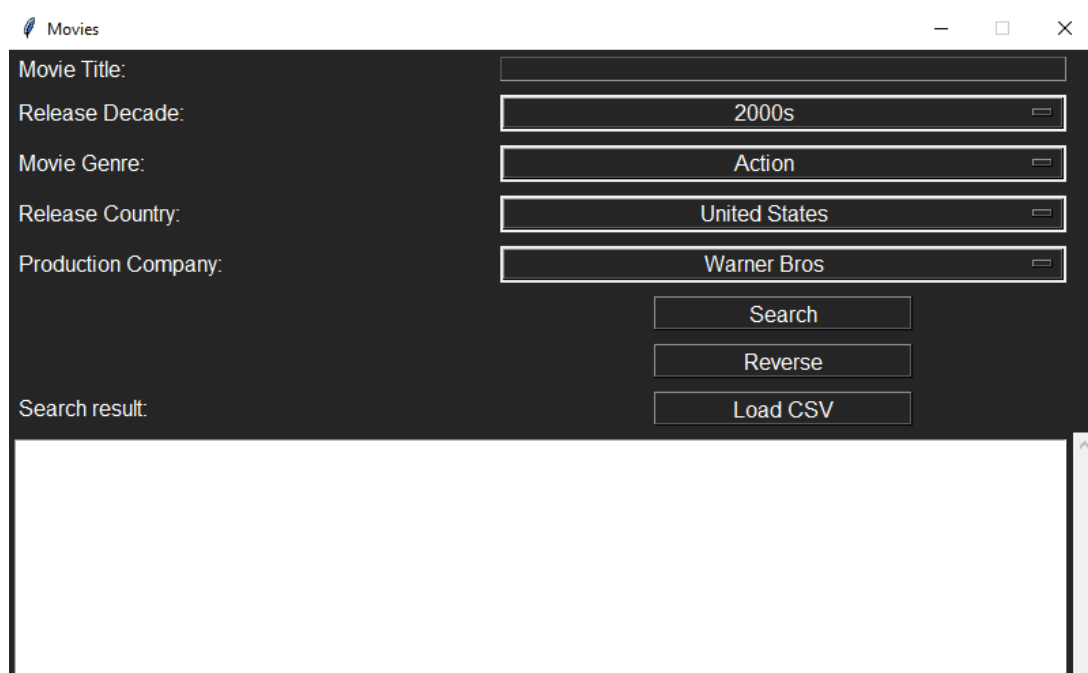 Movies
Movie Title:
Release Decade: 2000s
Movie Genre: Action
Release Country: United States
Production Company: Warner Bros
Search
Reverse
Search result: Load CSV